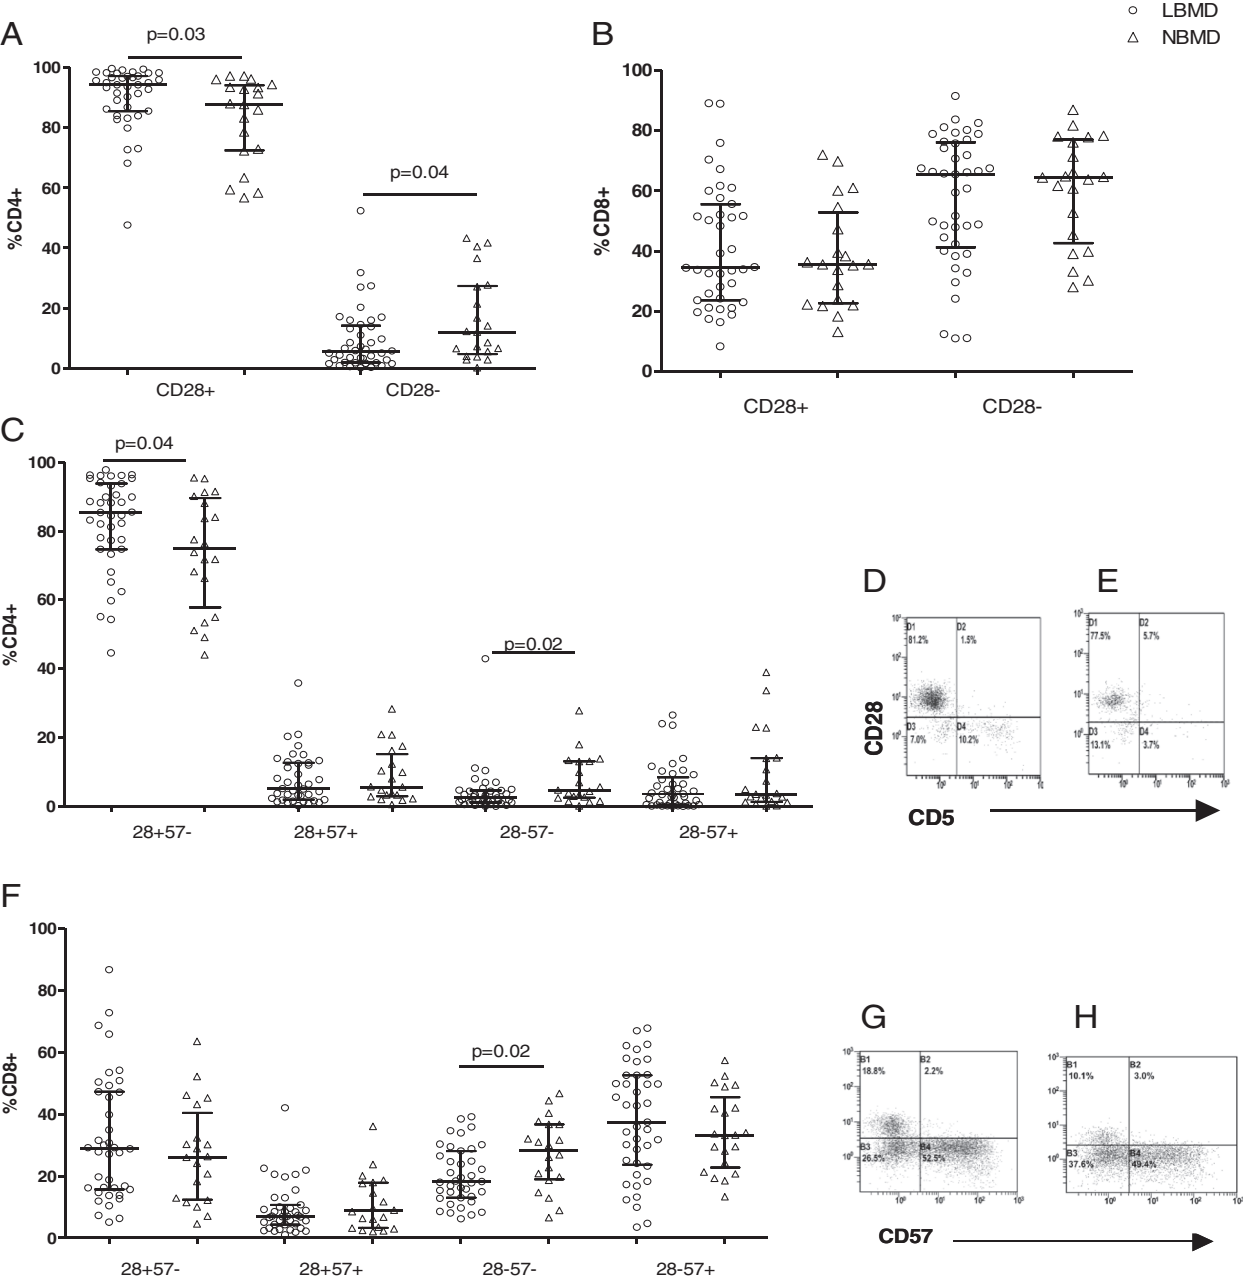 LBMD
NBMD
A
p=0.03
p=0.04
%CD4+
100
80
60
40
20
0
CD28+
CD28-
B
%CD8+
100
80
60
40
20
0
CD28+
CD28-
C
p=0.04
p=0.02
%CD4+
100
80
60
40
20
0
28+57-
28+57+
28-57-
28-57+
D
D1
81.2%
D2
1.5%
D3
7.0%
D4
10.2%
E
D1
77.5%
D2
5.7%
D3
13.1%
D4
3.7%
CD28
CD5
F
p=0.02
%CD8+
100
80
60
40
20
0
28+57-
28+57+
28-57-
28-57+
G
B1
18.8%
B2
2.2%
B3
26.5%
B4
52.5%
H
B1
10.1%
B2
3.0%
B3
37.6%
B4
49.4%
CD57